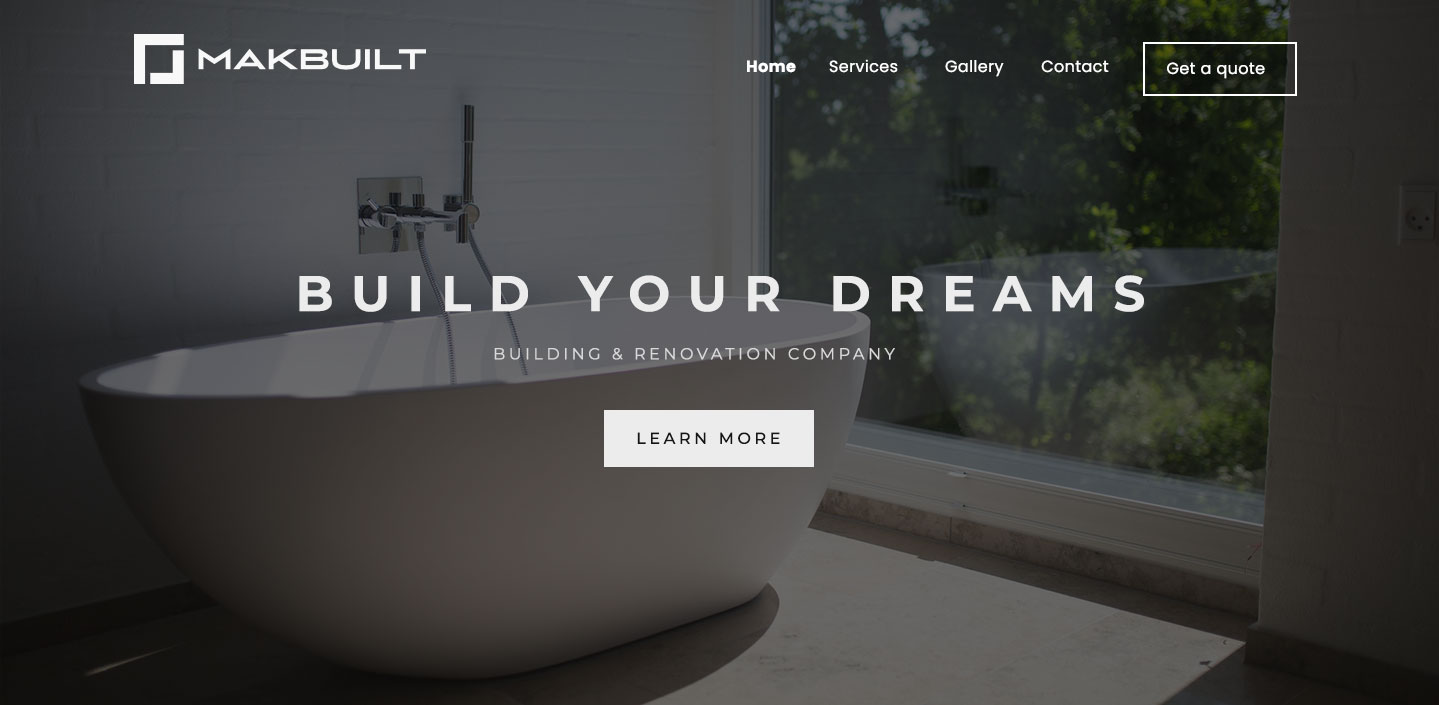 MAKBUILT
Home Services Gallery Contact Get a quote
BUILD YOUR DREAMS
BUILDING & RENOVATION COMPANY
LEARN MORE